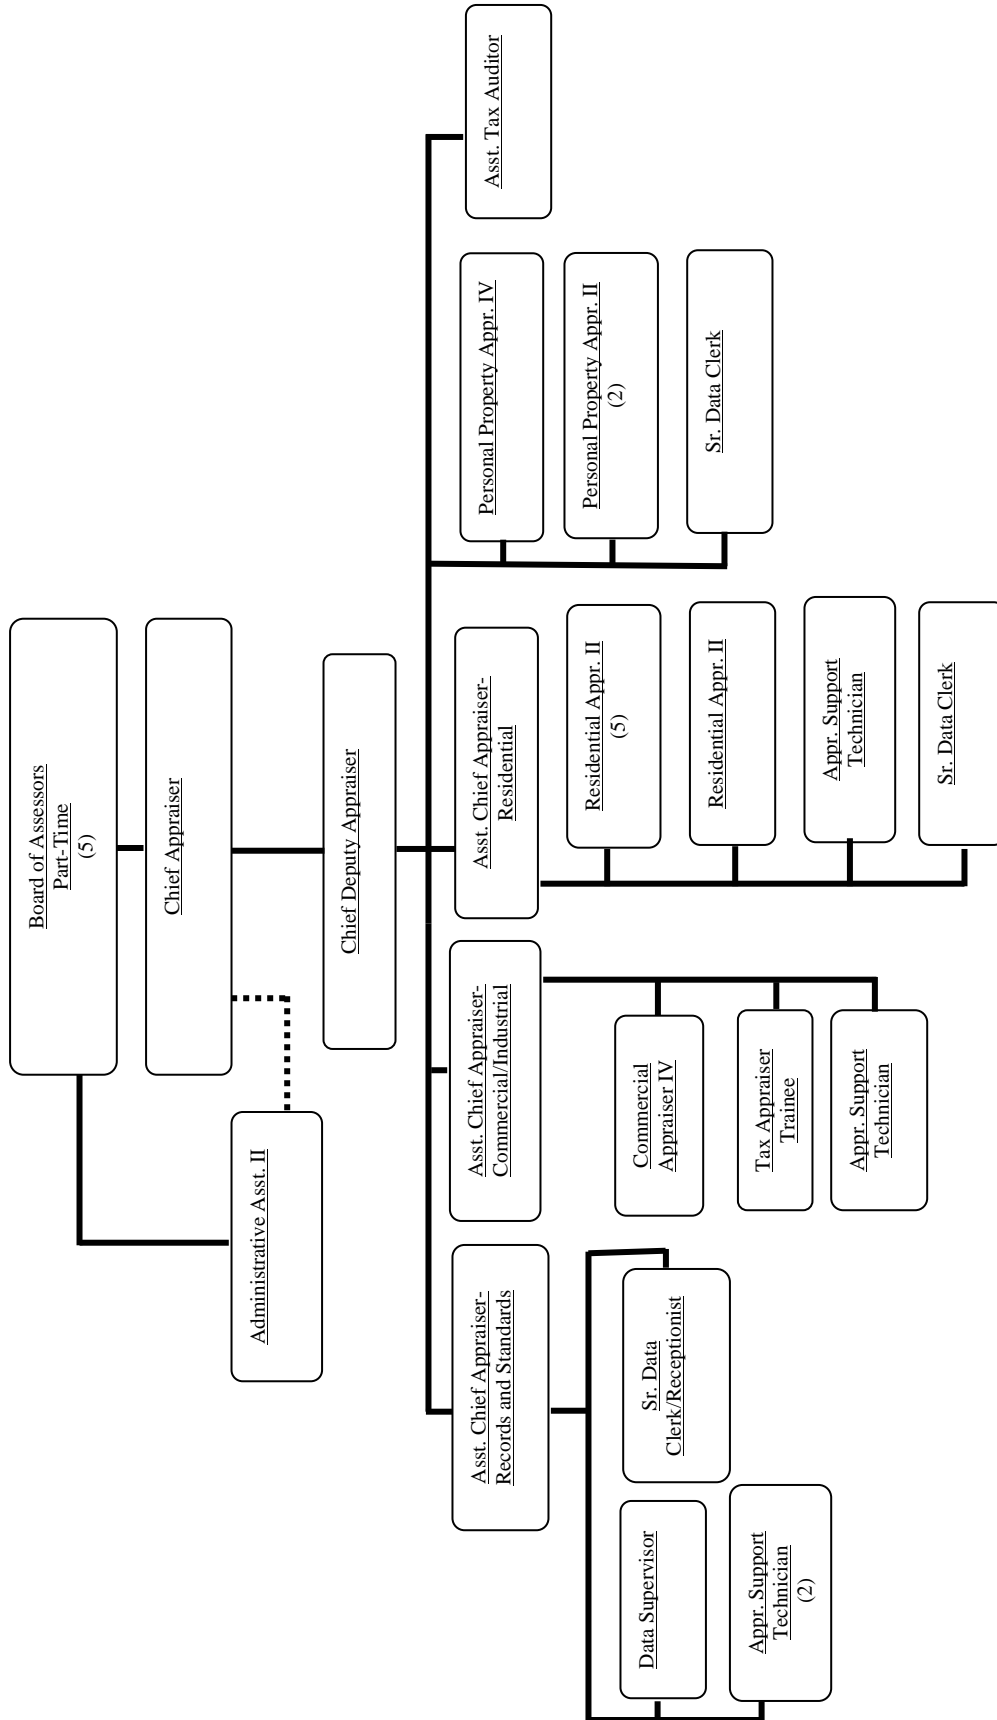 Board of Assessors
Part-Time
(5)
Chief Appraiser
Administrative Asst. II
Chief Deputy Appraiser
Asst. Chief Appraiser-
Records and Standards
Asst. Chief Appraiser-
Commercial/Industrial
Asst. Chief Appraiser-
Residential
Personal Property Appr. IV
Asst. Tax Auditor
Data Supervisor
Appr. Support
Technician
(2)
Sr. Data
Clerk/Receptionist
Commercial
Appraiser IV
Tax Appraiser
Trainee
Appr. Support
Technician
Residential Appr. II
(5)
Residential Appr. II
Appr. Support
Technician
Sr. Data Clerk
Personal Property Appr. II
(2)
Sr. Data Clerk